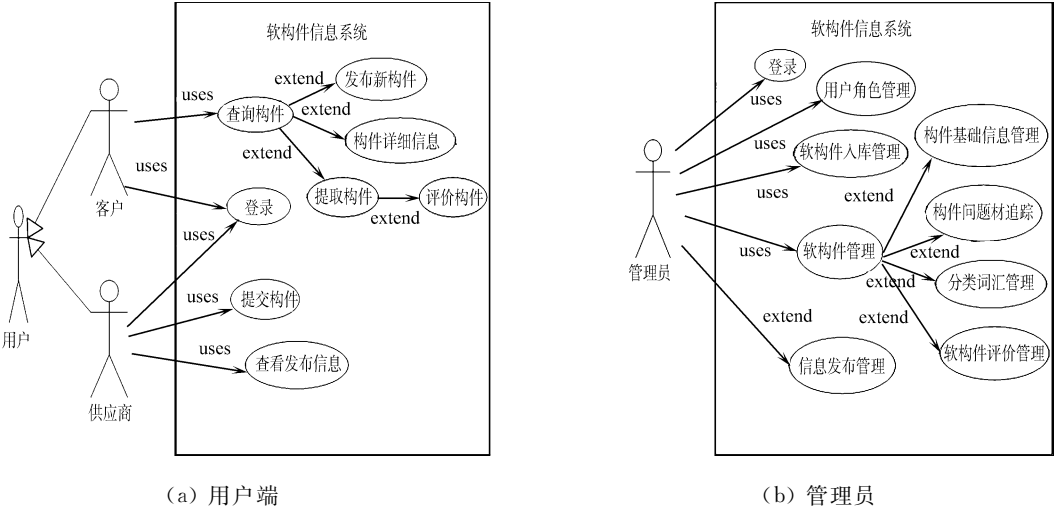 软构件信息系统
uses
extend
发布新构件
查询构件
extend
构件详细信息
extend
uses
客户
登录
提取构件
extend
评价构件
uses
用户
uses
提交构件
uses
查看发布信息
供应商
(a) 用户端
软构件信息系统
登录
uses
用户角色管理
uses
软构件入库管理
uses
extend
构件基础信息管理
管理员
uses
软构件管理
构件问题材追踪
extend
分类词汇管理
extend
extend
软构件评价管理
extend
信息发布管理
(b) 管理员